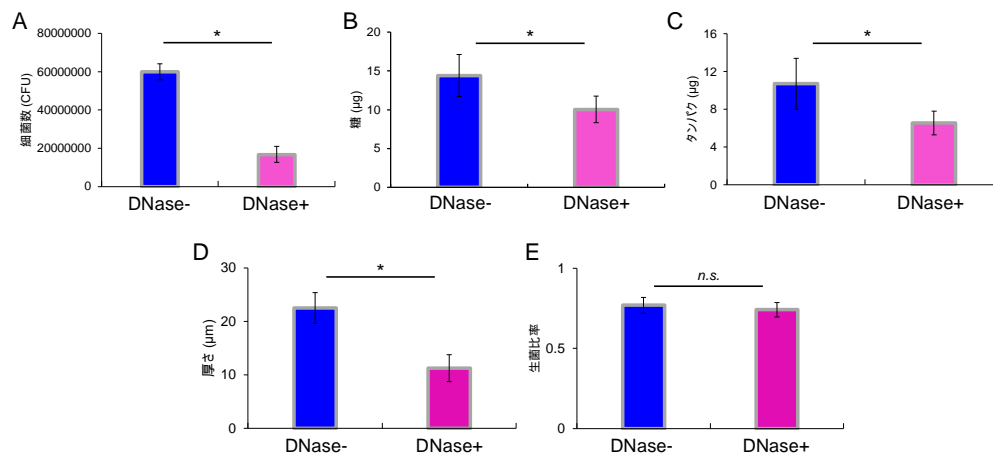 A
80000000
60000000
40000000
20000000
0
細菌数 (CFU)
*
DNase- DNase+
B
20
15
10
5
0
糖 (μg)
*
DNase- DNase+
C
16
12
8
4
0
タンパク (μg)
*
DNase- DNase+
D
30
20
10
0
厚さ (μm)
*
DNase- DNase+
E
1
0.5
0
生菌比率
n.s.
DNase- DNase+